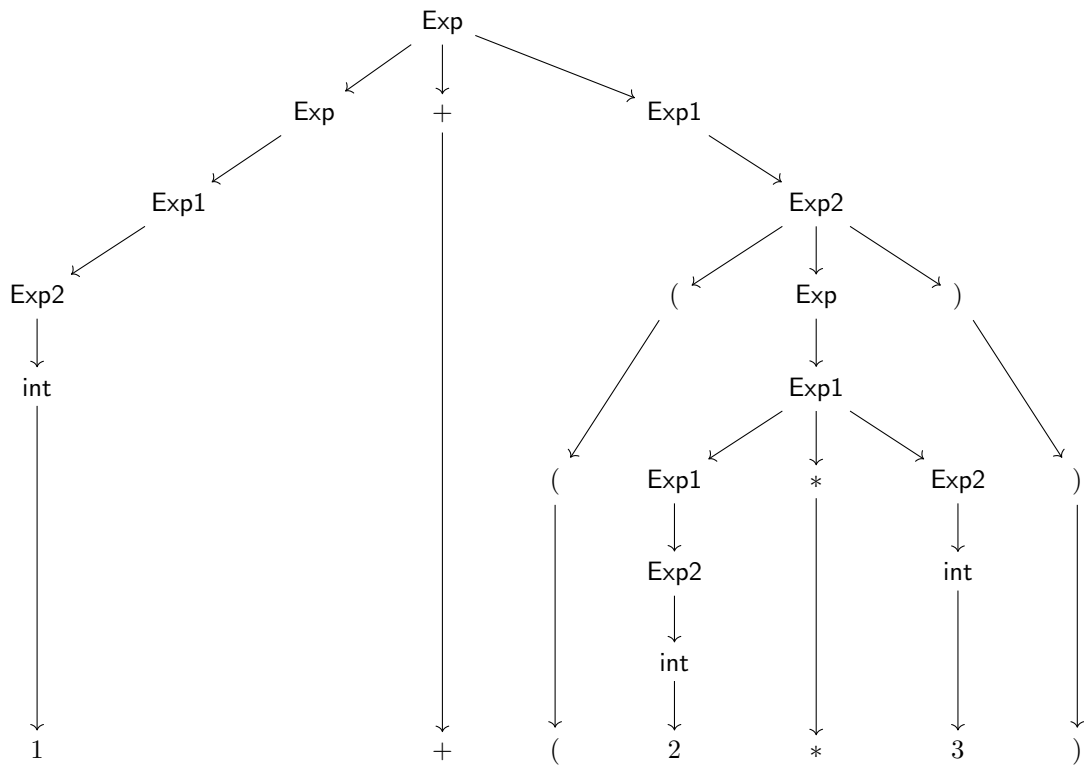 Exp
Exp + Exp1
Exp1 Exp2
Exp2 ( Exp )
int Exp1
( Exp1 * Exp2 )
Exp2 int
int
1 + ( 2 * 3 )